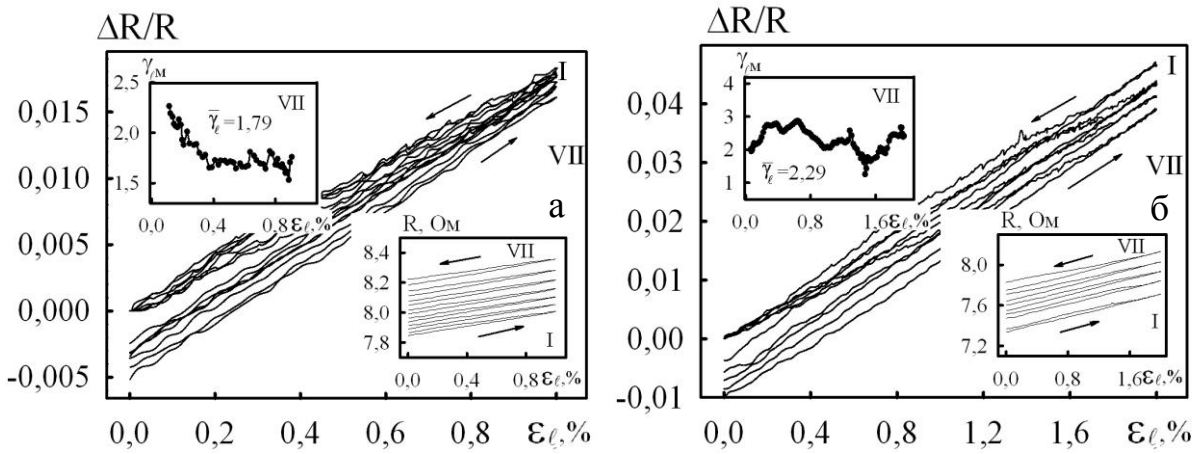 ΔR/R
0,015
0,010
0,005
0,000
-0,005
0,0 0,2 0,4 0,6 0,8 εℓ,%
I
VII
а
γℓм
2,5
2,0
1,5
VII
γ̅ℓ=1,79
0,0 0,4 0,8 εℓ,%
R, Ом
8,4
8,2
8,0
7,8
VII
I
0,0 0,4 0,8 εℓ,%
ΔR/R
0,04
0,03
0,02
0,01
0,00
-0,01
0,0 0,4 0,8 1,2 1,6 εℓ,%
I
VII
б
γℓм
4
3
2
1
VII
γ̅ℓ=2,29
0,0 0,8 1,6 εℓ,%
R, Ом
8,0
7,6
7,2
VII
I
0,0 0,8 1,6 εℓ,%